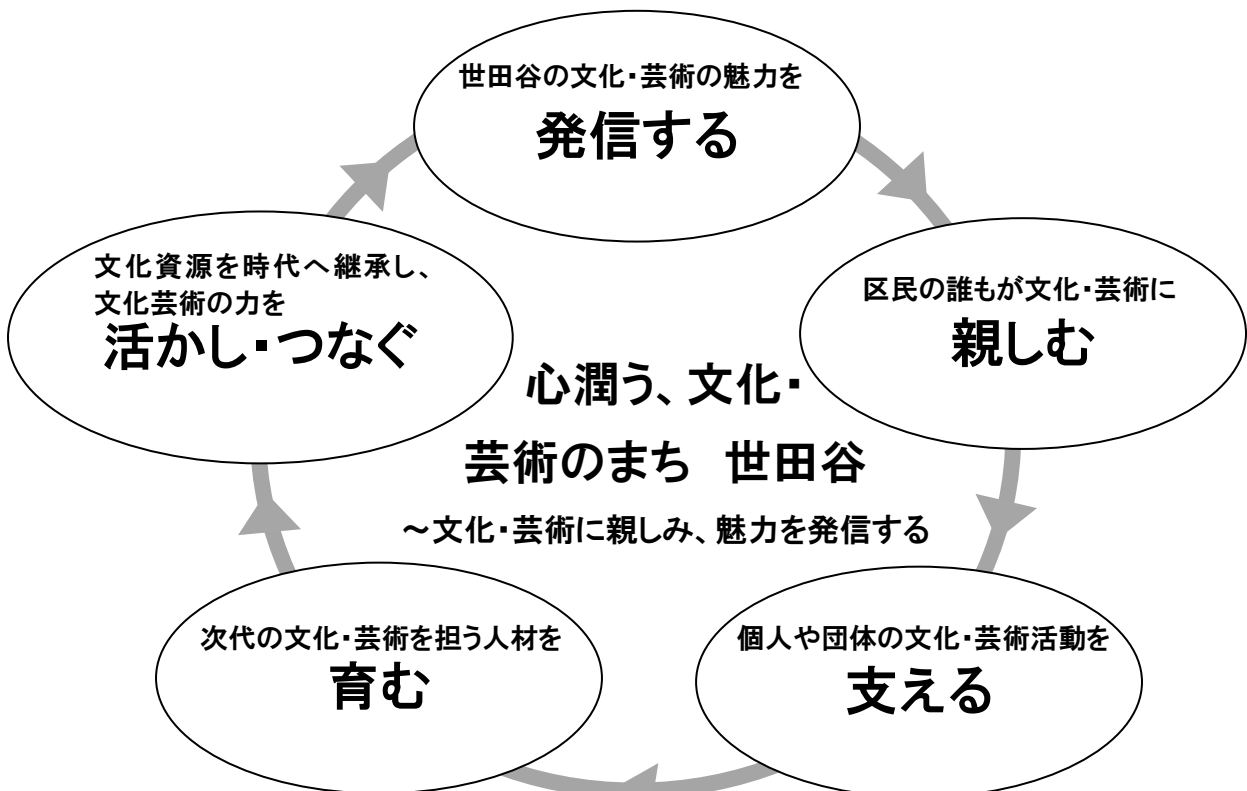 世田谷の文化・芸術の魅力を
発信する
区民の誰もが文化・芸術に
親しむ
個人や団体の文化・芸術活動を
支える
次代の文化・芸術を担う人材を
育む
文化資源を時代へ継承し、
文化芸術の力を
活かし・つなぐ
心潤う、文化・
芸術のまち　世田谷
～文化・芸術に親しみ、魅力を発信する